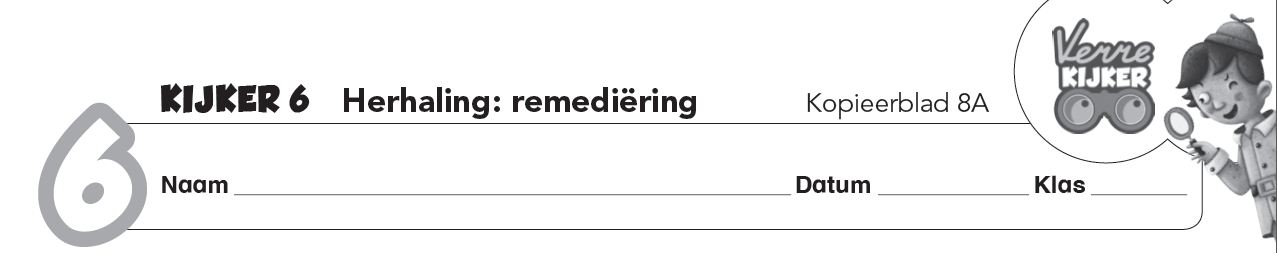 Verre
KIJKER
KIJKER 6 Herhaling: remediëring Kopieerblad 8A
6
Naam Datum Klas